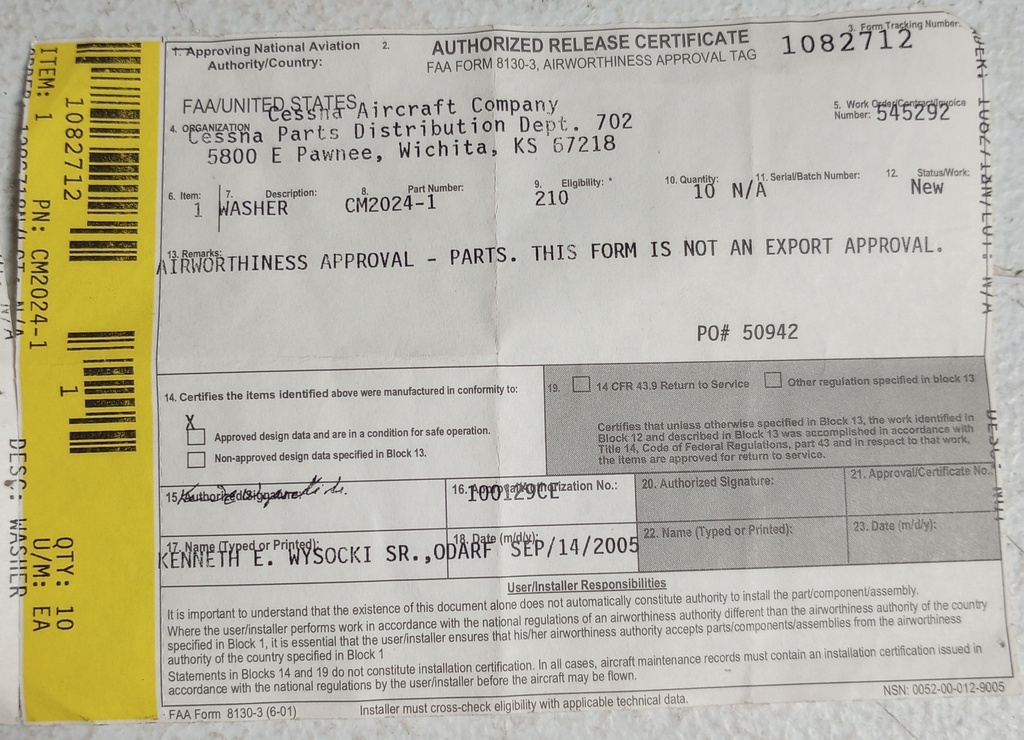 1. Approving National Aviation Authority/Country:
2.
AUTHORIZED RELEASE CERTIFICATE
FAA FORM 8130-3, AIRWORTHINESS APPROVAL TAG
3. Form Tracking Number:
1082712
FAA/UNITED STATES
4. ORGANIZATION
Cessna Aircraft Company
Cessna Parts Distribution Dept. 702
5800 E Pawnee, Wichita, KS 67218
5. Work Order/Contract/Invoice
Number: 545292
6. Item:
1
7. Description:
WASHER
8. Part Number:
CM2024-1
9. Eligibility: *
210
10. Quantity:
10
11. Serial/Batch Number:
N/A
12. Status/Work:
New
13. Remarks:
AIRWORTHINESS APPROVAL - PARTS. THIS FORM IS NOT AN EXPORT APPROVAL.
PO# 50942
14. Certifies the items identified above were manufactured in conformity to:
X
Approved design data and are in a condition for safe operation.
Non-approved design data specified in Block 13.
19.
14 CFR 43.9 Return to Service
Other regulation specified in block 13
Certifies that unless otherwise specified in Block 13, the work identified in
Block 12 and described in Block 13 was accomplished in accordance with
Title 14, Code of Federal Regulations, part 43 and in respect to that work,
the items are approved for return to service.
15. Authorized Signature:
16. Approval/Authorization No.:
100129CE
20. Authorized Signature:
21. Approval/Certificate No.:
17. Name (Typed or Printed):
KENNETH E. WYSOCKI SR.,ODARF
18. Date (m/d/y):
SEP/14/2005
22. Name (Typed or Printed):
23. Date (m/d/y):
User/Installer Responsibilities
It is important to understand that the existence of this document alone does not automatically constitute authority to install the part/component/assembly.
Where the user/installer performs work in accordance with the national regulations of an airworthiness authority different than the airworthiness authority of the country
specified in Block 1, it is essential that the user/installer ensures that his/her airworthiness authority accepts parts/components/assemblies from the airworthiness
authority of the country specified in Block 1
Statements in Blocks 14 and 19 do not constitute installation certification. In all cases, aircraft maintenance records must contain an installation certification issued in
accordance with the national regulations by the user/installer before the aircraft may be flown.
FAA Form 8130-3 (6-01)
Installer must cross-check eligibility with applicable technical data.
NSN: 0052-00-012-9005
1082712
ITEM: 1 PN: CM2024-1
1
QTY: 10
U/M: EA
DESC: WASHER
N/A